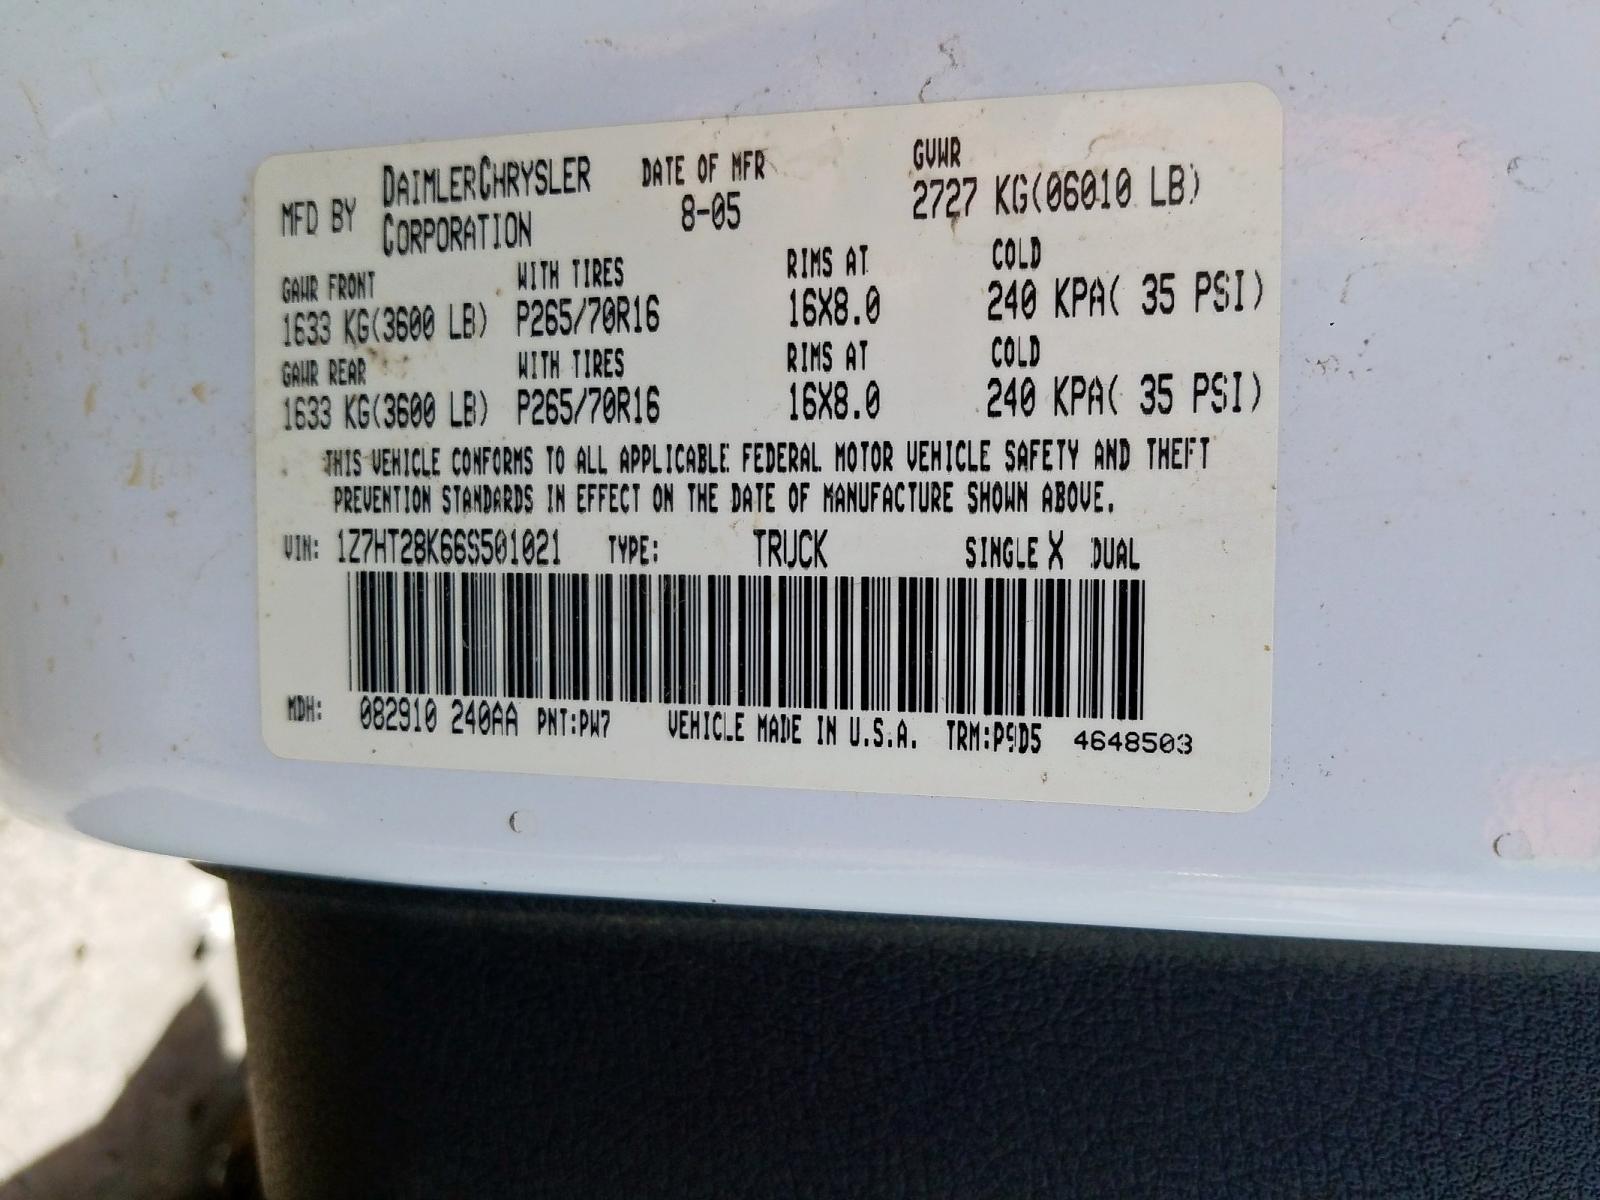 MFD BY DAIMLERCHRYSLER CORPORATION DATE OF MFR 8-05 GVWR 2727 KG(06010 LB)
GAWR FRONT WITH TIRES RIMS AT COLD
1633 KG(3600 LB) P265/70R16 16X8.0 240 KPA( 35 PSI)
GAWR REAR WITH TIRES RIMS AT COLD
1633 KG(3600 LB) P265/70R16 16X8.0 240 KPA( 35 PSI)
THIS VEHICLE CONFORMS TO ALL APPLICABLE FEDERAL MOTOR VEHICLE SAFETY AND THEFT
PREVENTION STANDARDS IN EFFECT ON THE DATE OF MANUFACTURE SHOWN ABOVE.
VIN: 1Z7HT28K66S501021 TYPE: TRUCK SINGLE X DUAL
MDH: 082910 240AA PNT:PW7 VEHICLE MADE IN U.S.A. TRM:P9D5 4648503